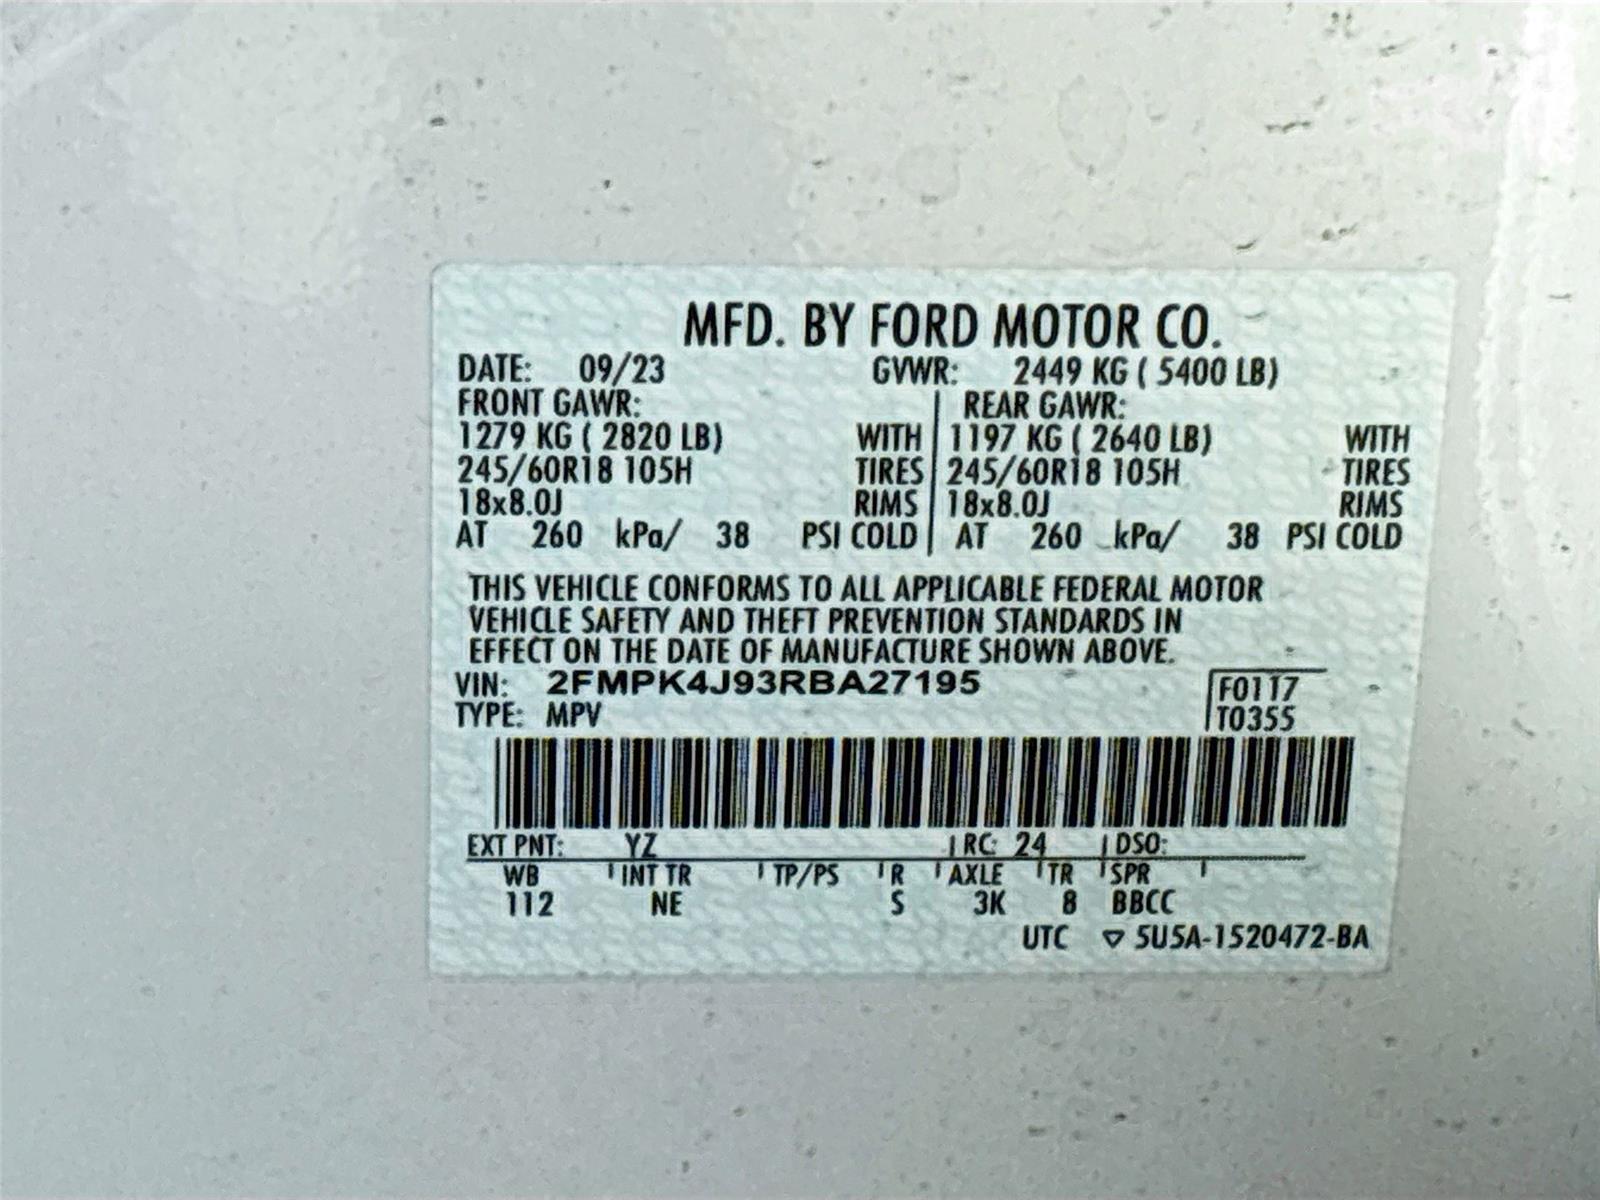 MFD. BY FORD MOTOR CO.
DATE: 09/23 GVWR: 2449 KG ( 5400 LB)
FRONT GAWR: REAR GAWR:
1279 KG ( 2820 LB) WITH 1197 KG ( 2640 LB) WITH
245/60R18 105H TIRES 245/60R18 105H TIRES
18x8.0J RIMS 18x8.0J RIMS
AT 260 kPa/ 38 PSI COLD AT 260 kPa/ 38 PSI COLD
THIS VEHICLE CONFORMS TO ALL APPLICABLE FEDERAL MOTOR
VEHICLE SAFETY AND THEFT PREVENTION STANDARDS IN
EFFECT ON THE DATE OF MANUFACTURE SHOWN ABOVE.
VIN: 2FMPK4J93RBA27195 F0117
TYPE: MPV T0355
EXT PNT: YZ RC: 24 DSO:
WB INT TR TP/PS R AXLE TR SPR
112 NE S 3K 8 BBCC
UTC ▽ 5U5A-1520472-BA